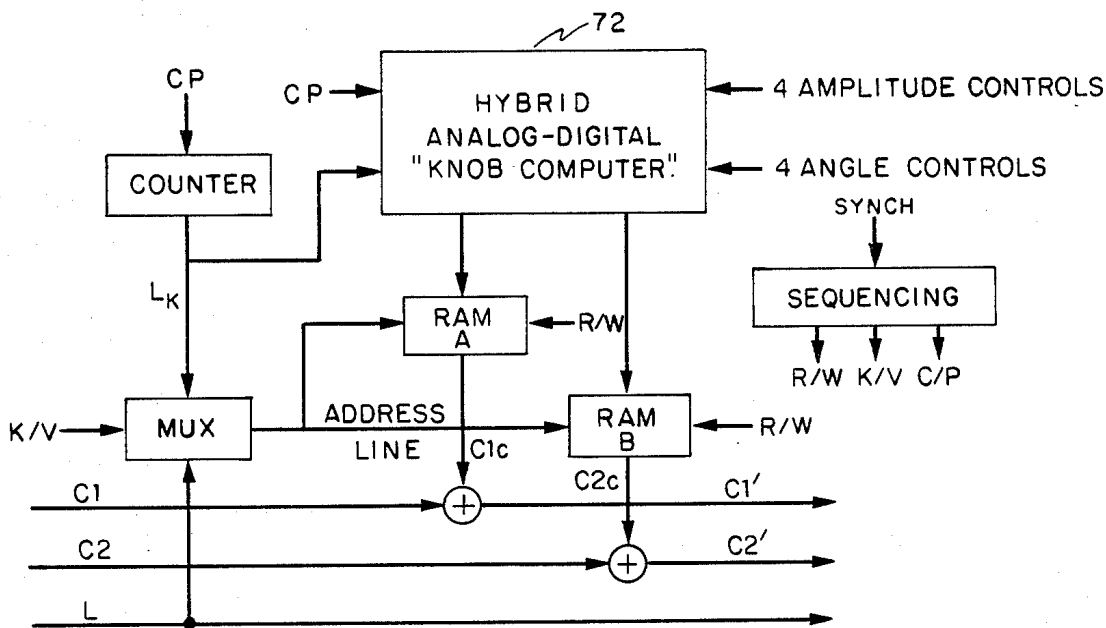 72
CP
CP
HYBRID
ANALOG-DIGITAL
"KNOB COMPUTER".
4 AMPLITUDE CONTROLS
4 ANGLE CONTROLS
COUNTER
SYNCH
LK
SEQUENCING
RAM
A
R/W
R/W K/V C/P
K/V
MUX
ADDRESS
LINE
RAM
B
R/W
C1c
C2c
C1
C1'
C2
C2'
L